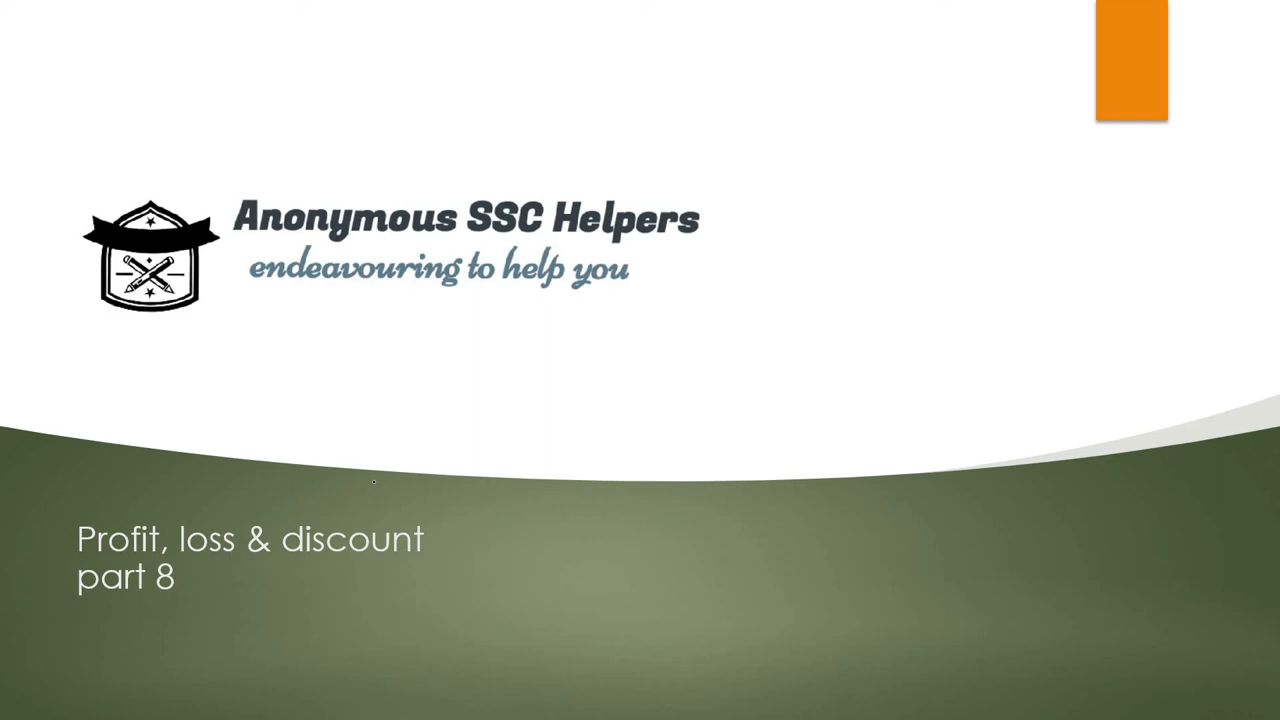 Anonymous SSC Helpers
endeavouring to help you
Profit, loss & discount
part 8